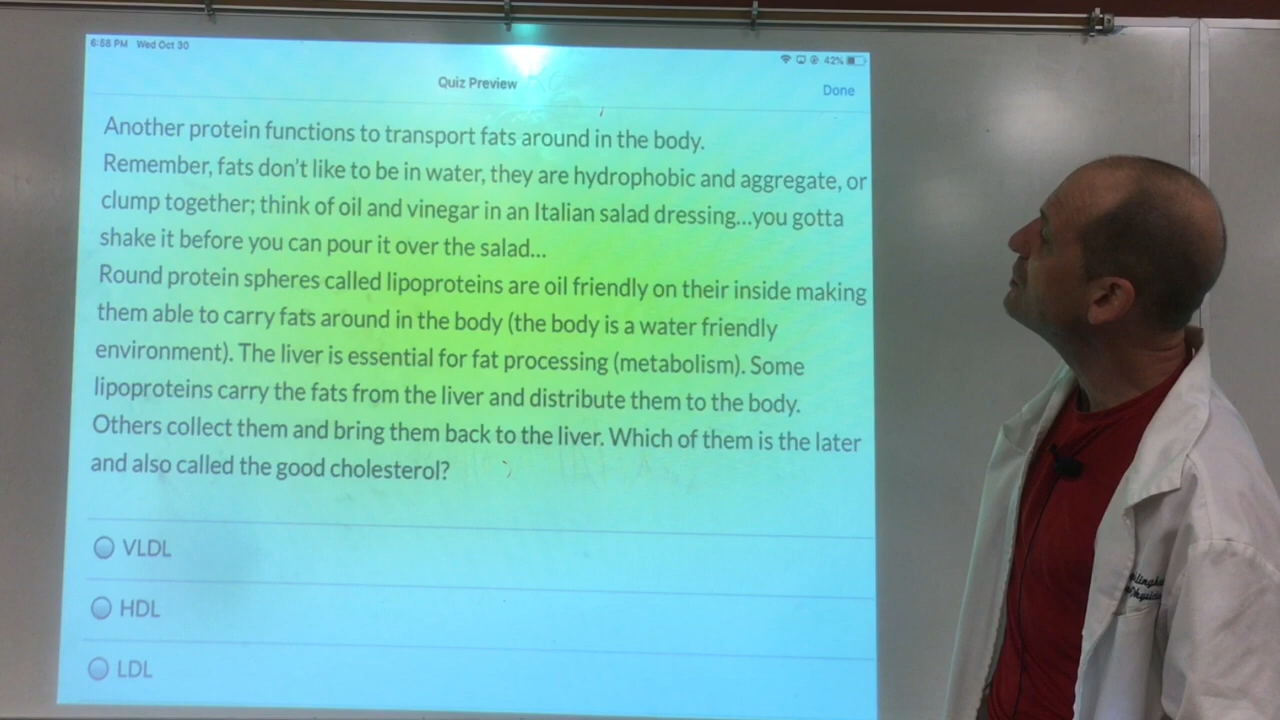 6:58 PM Wed Oct 30
42%
Quiz Preview
Done
Another protein functions to transport fats around in the body.
Remember, fats don't like to be in water, they are hydrophobic and aggregate, or
clump together; think of oil and vinegar in an Italian salad dressing...you gotta
shake it before you can pour it over the salad...
Round protein spheres called lipoproteins are oil friendly on their inside making
them able to carry fats around in the body (the body is a water friendly
environment). The liver is essential for fat processing (metabolism). Some
lipoproteins carry the fats from the liver and distribute them to the body.
Others collect them and bring them back to the liver. Which of them is the later
and also called the good cholesterol?
VLDL
HDL
LDL